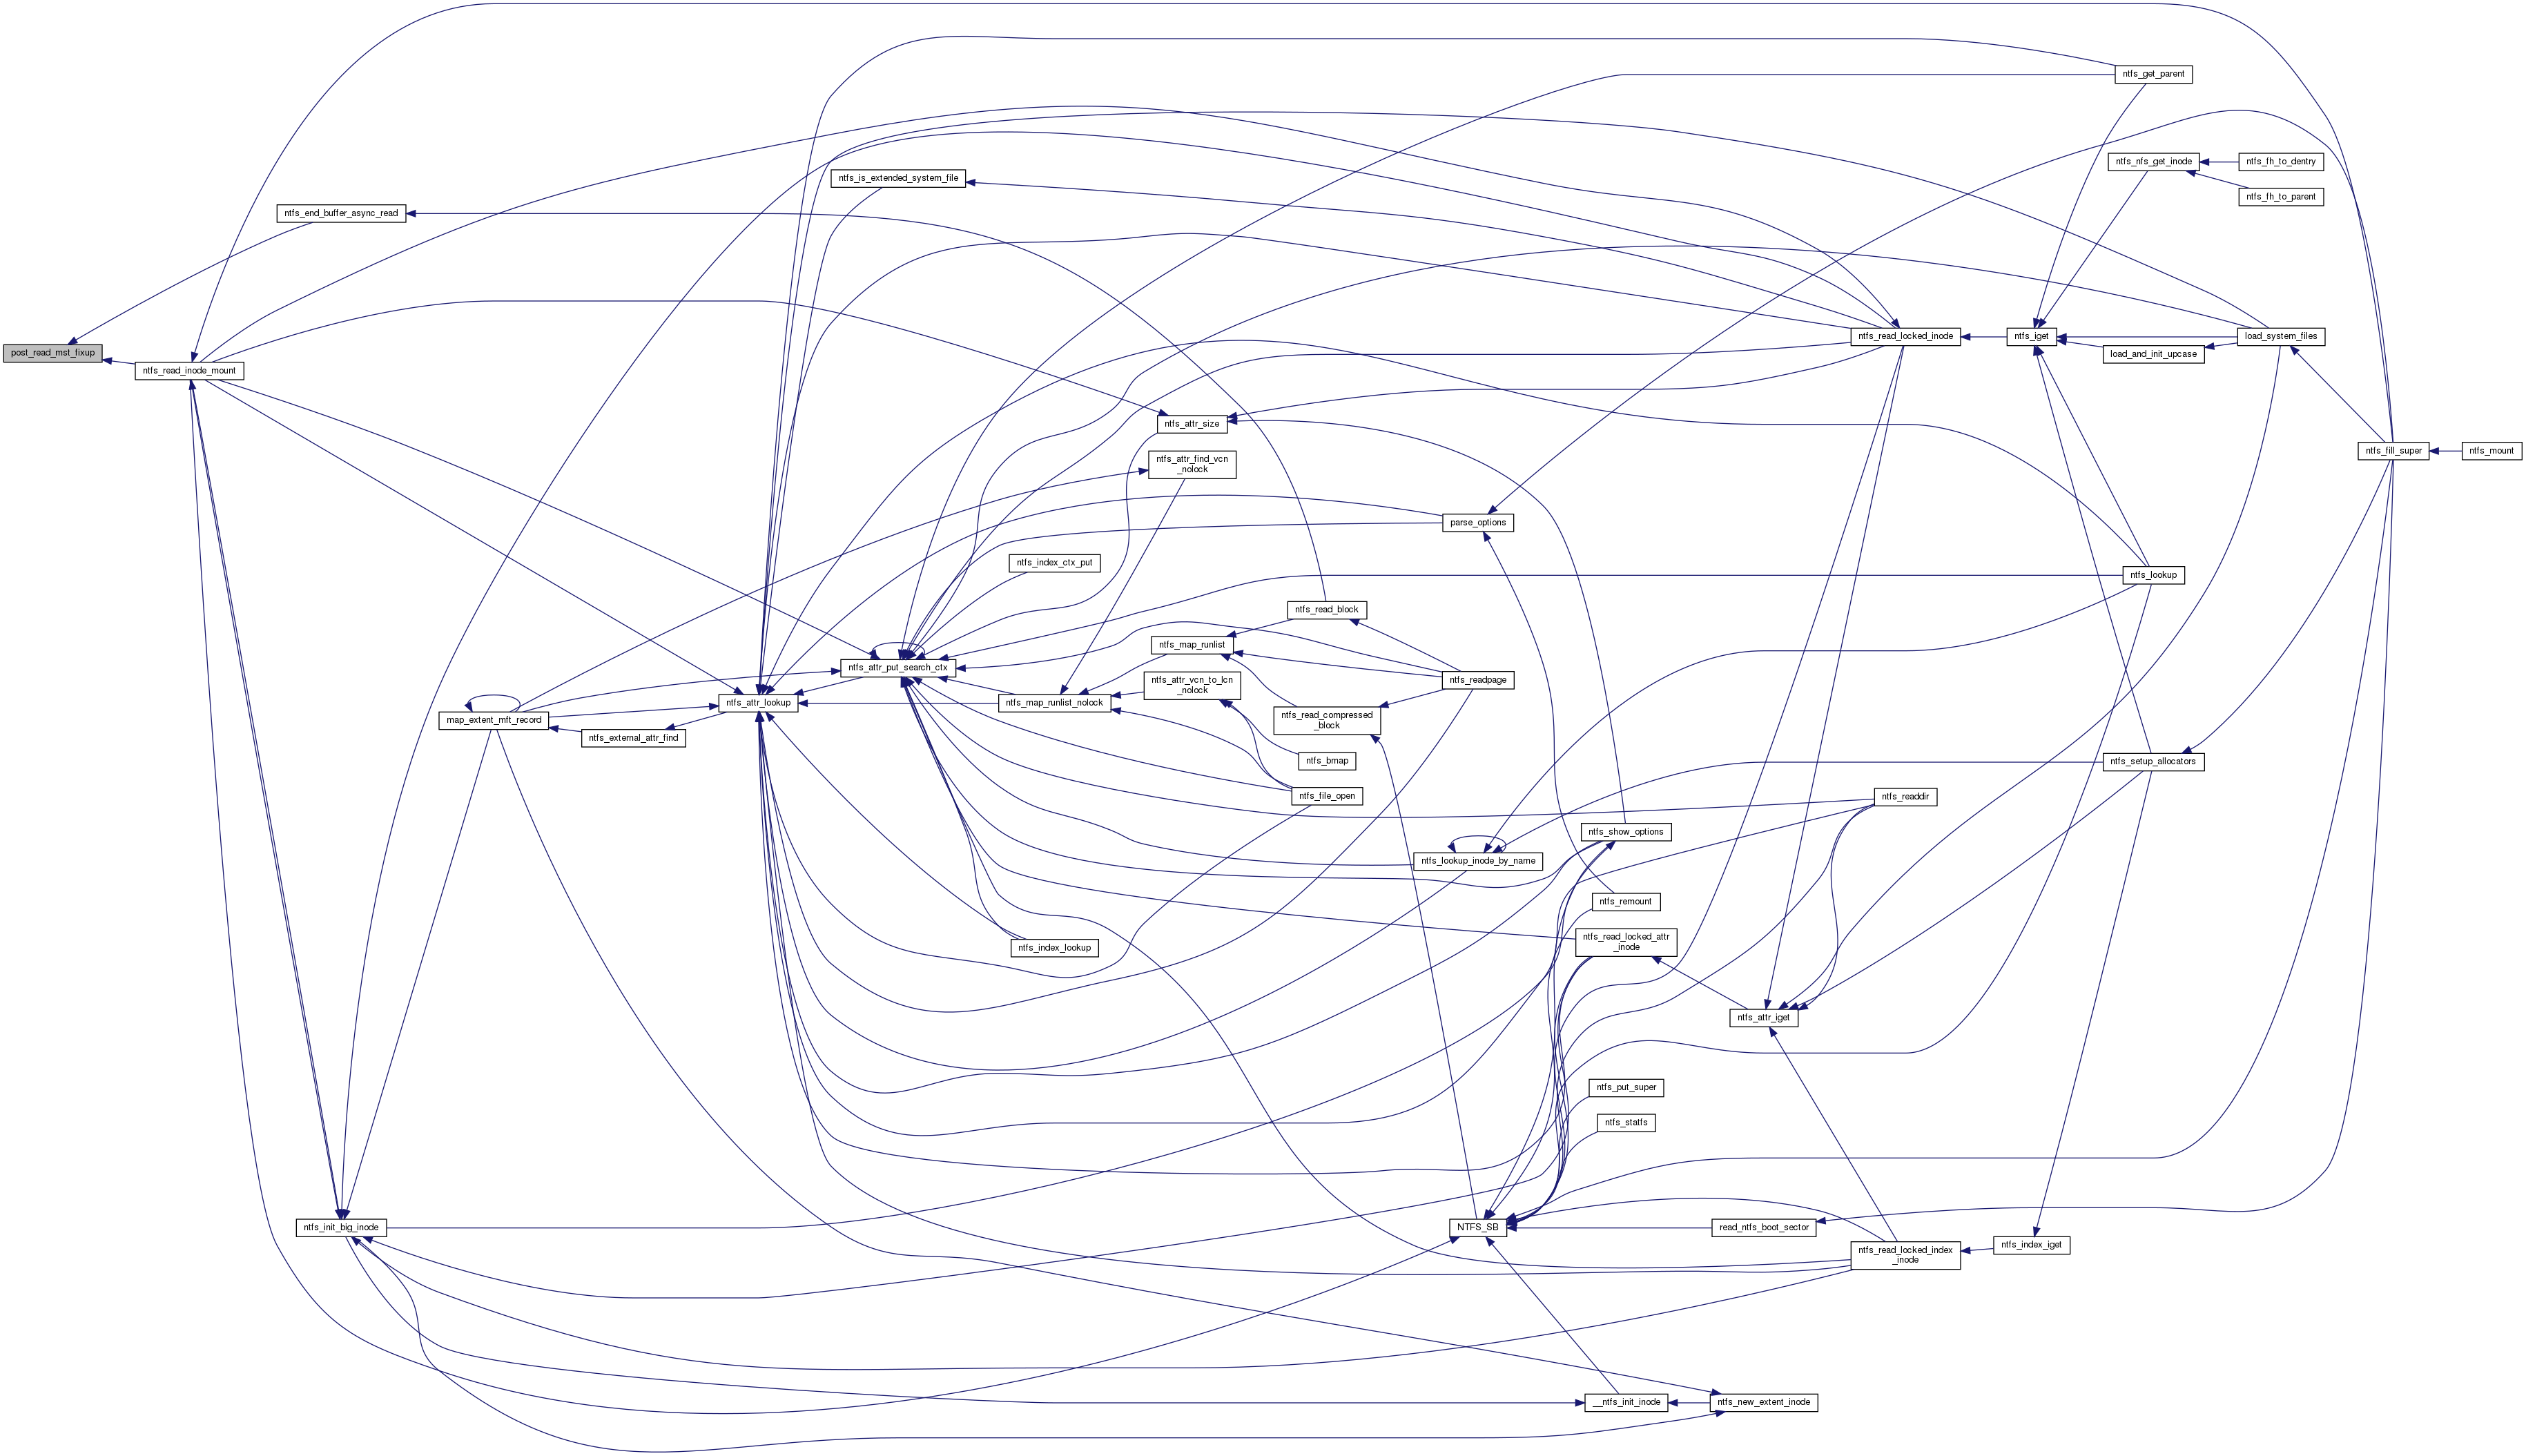 ntfs_get_parent
ntfs_nfs_get_inode
ntfs_fh_to_dentry
ntfs_is_extended_system_file
ntfs_fh_to_parent
ntfs_end_buffer_async_read
ntfs_read_locked_inode
ntfs_iget
load_system_files
post_read_mst_fixup
load_and_init_upcase
ntfs_read_inode_mount
ntfs_attr_size
ntfs_fill_super
ntfs_mount
ntfs_attr_find_vcn
_nolock
parse_options
ntfs_index_ctx_put
ntfs_lookup
ntfs_read_block
ntfs_map_runlist
ntfs_attr_put_search_ctx
ntfs_readpage
ntfs_attr_vcn_to_lcn
_nolock
ntfs_attr_lookup
ntfs_map_runlist_nolock
map_extent_mft_record
ntfs_read_compressed
_block
ntfs_external_attr_find
ntfs_bmap
ntfs_setup_allocators
ntfs_file_open
ntfs_readdir
ntfs_show_options
ntfs_lookup_inode_by_name
ntfs_remount
ntfs_read_locked_attr
_inode
ntfs_index_lookup
ntfs_attr_iget
ntfs_put_super
ntfs_statfs
ntfs_init_big_inode
NTFS_SB
read_ntfs_boot_sector
ntfs_index_iget
ntfs_read_locked_index
_inode
__ntfs_init_inode
ntfs_new_extent_inode